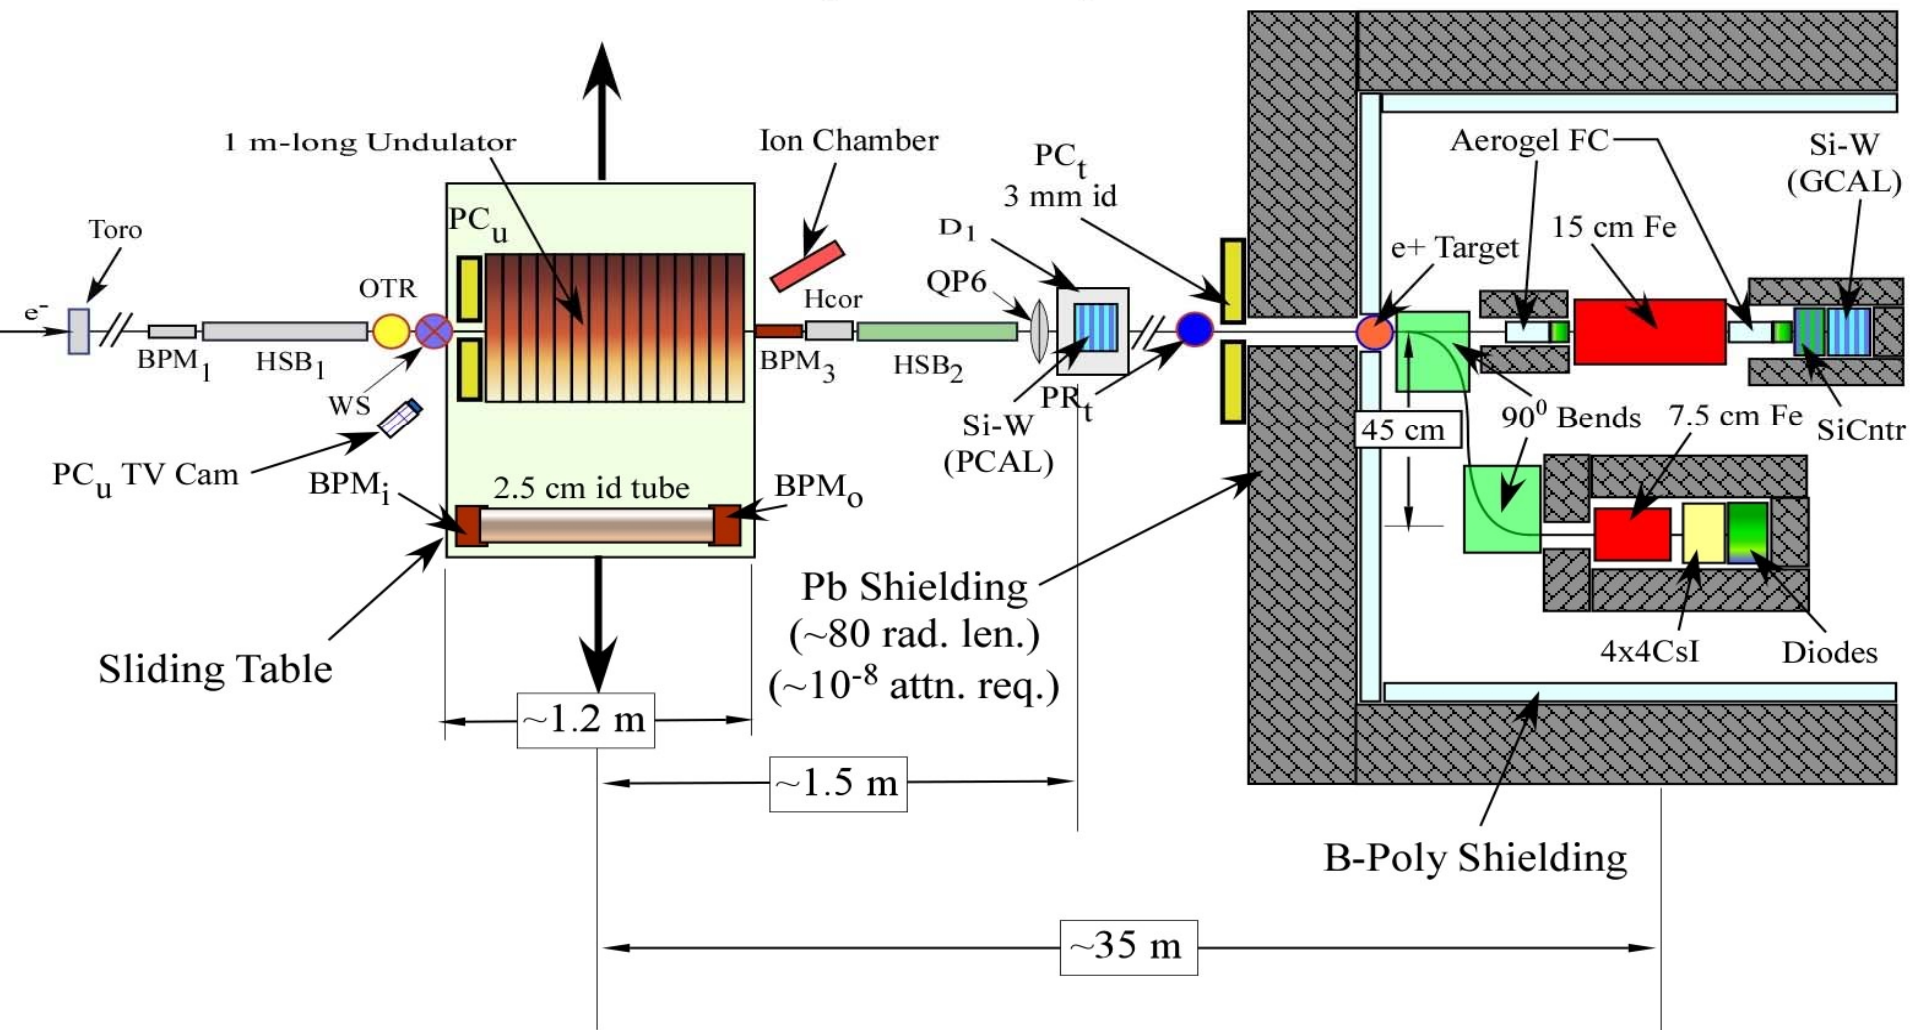 1 m-long Undulator
Ion Chamber
PCt
3 mm id
Aerogel FC
Si-W
(GCAL)
Toro
PCu
D1
e+ Target
15 cm Fe
e-
OTR
QP6
Hcor
BPM1
HSB1
WS
BPM3
HSB2
PRt
Si-W
(PCAL)
45 cm
90⁰ Bends
7.5 cm Fe
SiCntr
PCu TV Cam
BPMi
2.5 cm id tube
BPMo
Pb Shielding
(~80 rad. len.)
(~10-8 attn. req.)
4x4CsI
Diodes
Sliding Table
~1.2 m
~1.5 m
B-Poly Shielding
~35 m